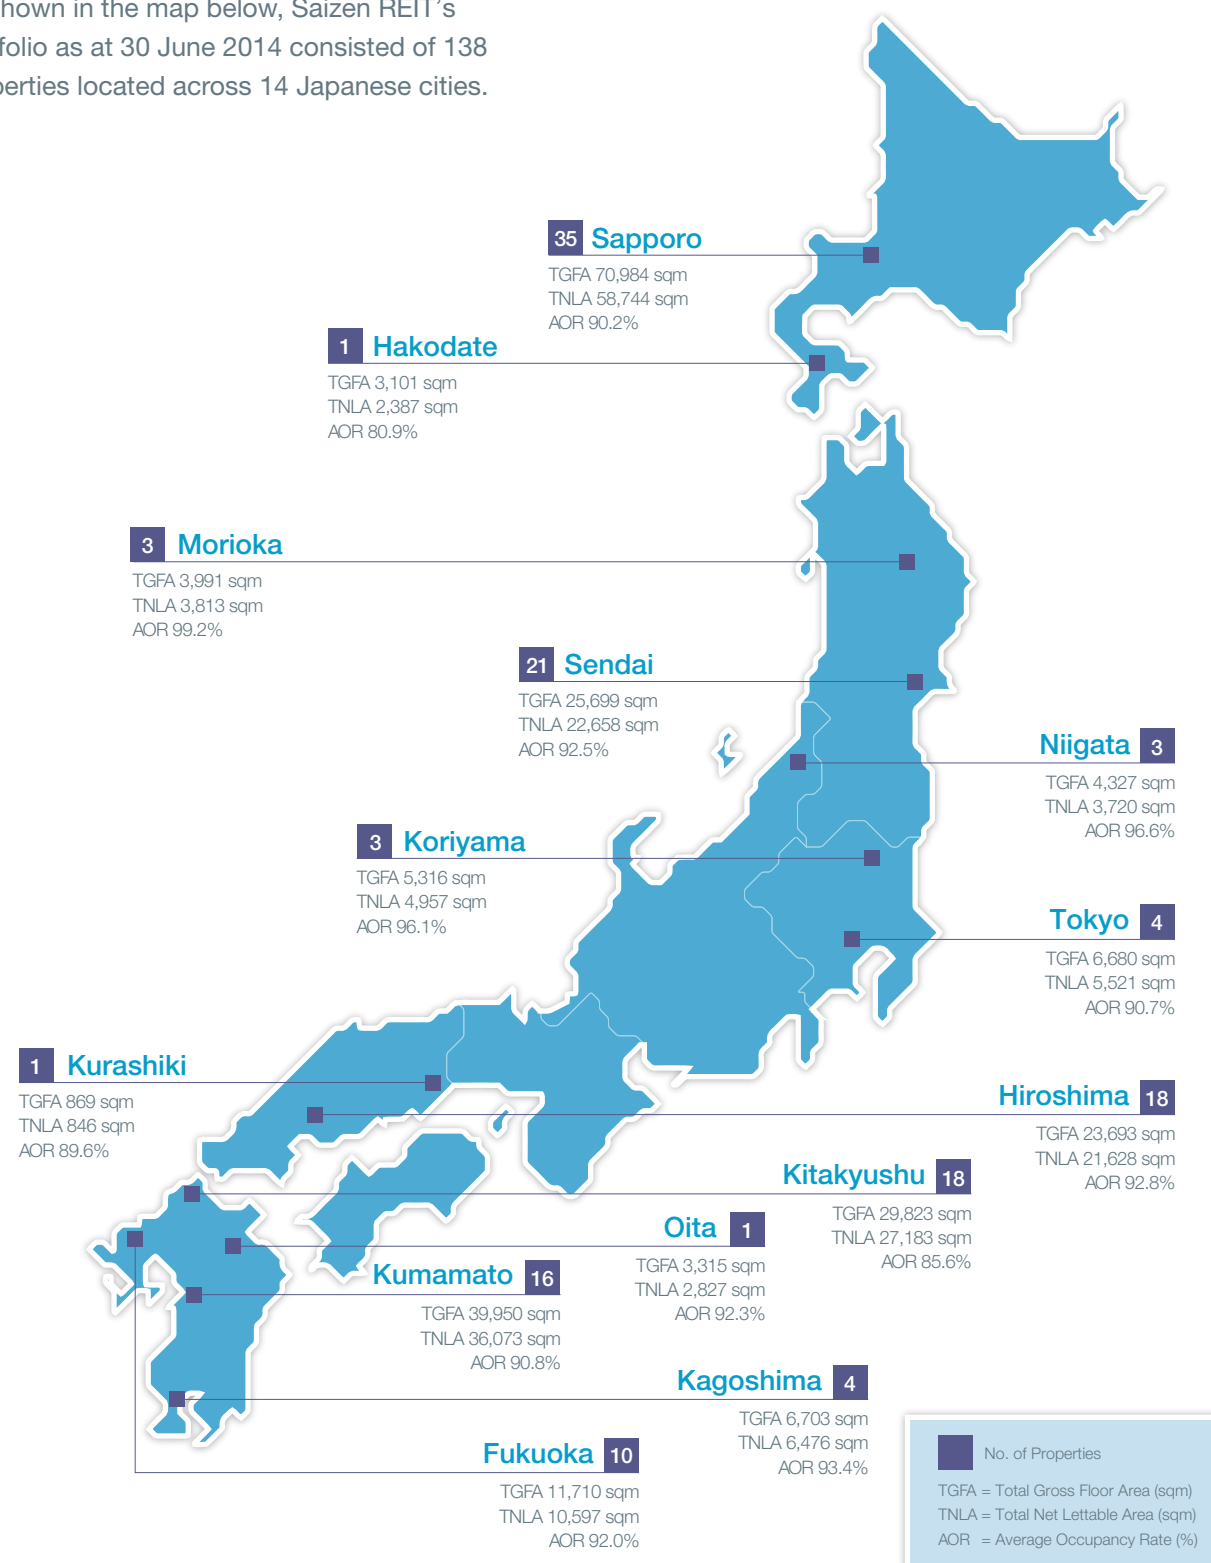 hown in the map below, Saizen REIT's
folio as at 30 June 2014 consisted of 138
perties located across 14 Japanese cities.
35 Sapporo
TGFA 70,984 sqm
TNLA 58,744 sqm
AOR 90.2%
1 Hakodate
TGFA 3,101 sqm
TNLA 2,387 sqm
AOR 80.9%
3 Morioka
TGFA 3,991 sqm
TNLA 3,813 sqm
AOR 99.2%
21 Sendai
TGFA 25,699 sqm
TNLA 22,658 sqm
AOR 92.5%
Niigata 3
TGFA 4,327 sqm
TNLA 3,720 sqm
AOR 96.6%
3 Koriyama
TGFA 5,316 sqm
TNLA 4,957 sqm
AOR 96.1%
Tokyo 4
TGFA 6,680 sqm
TNLA 5,521 sqm
AOR 90.7%
1 Kurashiki
TGFA 869 sqm
TNLA 846 sqm
AOR 89.6%
Hiroshima 18
TGFA 23,693 sqm
TNLA 21,628 sqm
AOR 92.8%
Kitakyushu 18
TGFA 29,823 sqm
TNLA 27,183 sqm
AOR 85.6%
Oita 1
TGFA 3,315 sqm
TNLA 2,827 sqm
AOR 92.3%
Kumamato 16
TGFA 39,950 sqm
TNLA 36,073 sqm
AOR 90.8%
Kagoshima 4
TGFA 6,703 sqm
TNLA 6,476 sqm
AOR 93.4%
Fukuoka 10
TGFA 11,710 sqm
TNLA 10,597 sqm
AOR 92.0%
No. of Properties
TGFA = Total Gross Floor Area (sqm)
TNLA = Total Net Lettable Area (sqm)
AOR = Average Occupancy Rate (%)